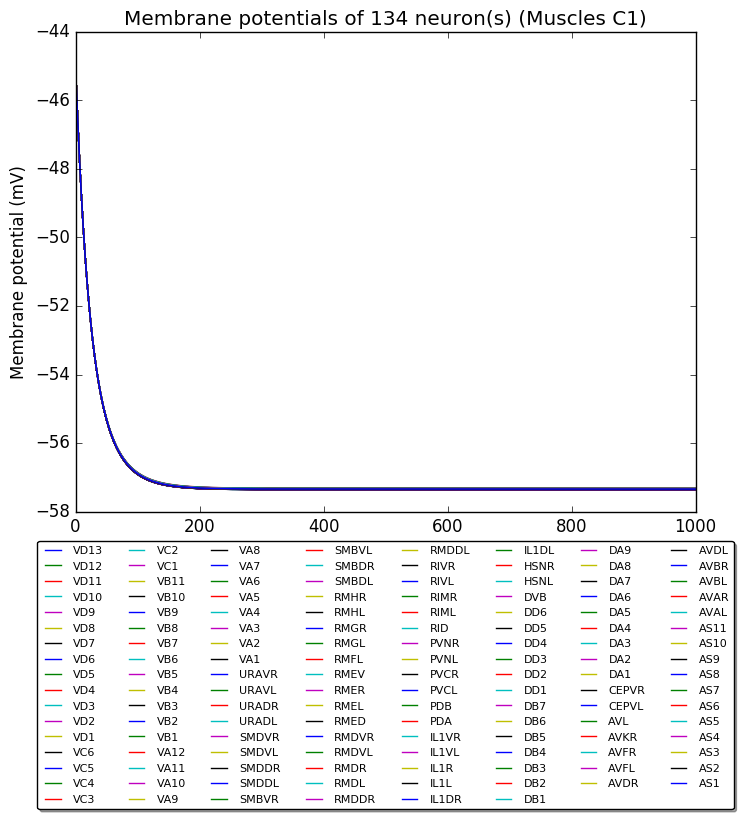 Membrane potentials of 134 neuron(s) (Muscles C1)
Membrane potential (mV)
−44
−46
−48
−50
−52
−54
−56
−58
0 200 400 600 800 1000
VD13 VC2 VA8 SMBVL RMDDL IL1DL DA9 AVDL
VD12 VC1 VA7 SMBDR RIVR HSNR DA8 AVBR
VD11 VB11 VA6 SMBDL RIVL HSNL DA7 AVBL
VD10 VB10 VA5 RMHR RIMR DVB DA6 AVAR
VD9 VB9 VA4 RMHL RIML DD6 DA5 AVAL
VD8 VB8 VA3 RMGR RID DD5 DA4 AS11
VD7 VB7 VA2 RMGL PVNR DD4 DA3 AS10
VD6 VB6 VA1 RMFL PVNL DD3 DA2 AS9
VD5 VB5 URAVR RMEV PVCR DD2 DA1 AS8
VD4 VB4 URAVL RMER PVCL DD1 CEPVR AS7
VD3 VB3 URADR RMEL PDB DB7 CEPVL AS6
VD2 VB2 URADL RMED PDA DB6 AVL AS5
VD1 VB1 SMDVR RMDVR IL1VR DB5 AVKR AS4
VC6 VA12 SMDVL RMDVL IL1VL DB4 AVFR AS3
VC5 VA11 SMDDR RMDR IL1R DB3 AVFL AS2
VC4 VA10 SMDDL RMDL IL1L DB2 AVDR AS1
VC3 VA9 SMBVR RMDDR IL1DR DB1